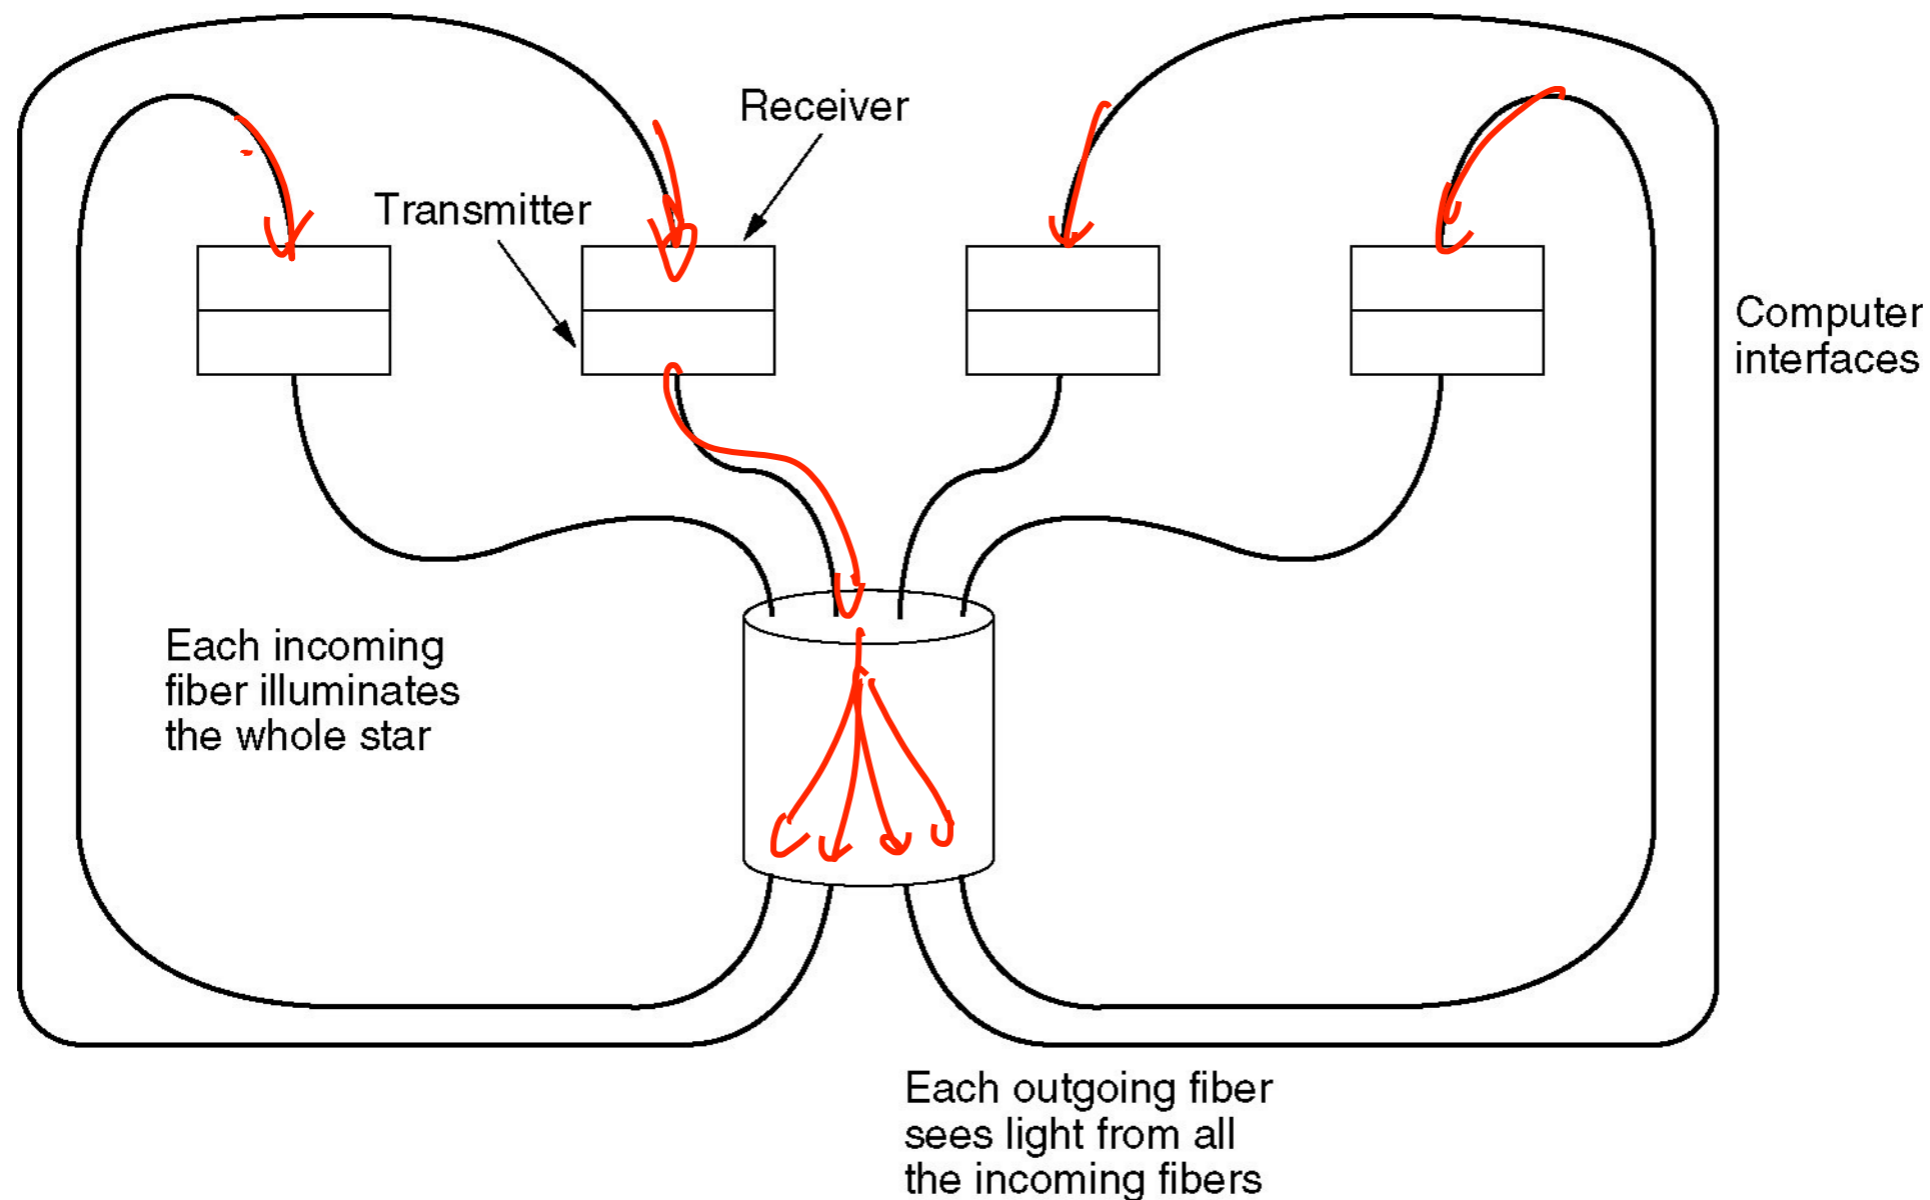 Receiver
Transmitter
Computer
interfaces
Each incoming
fiber illuminates
the whole star
Each outgoing fiber
sees light from all
the incoming fibers